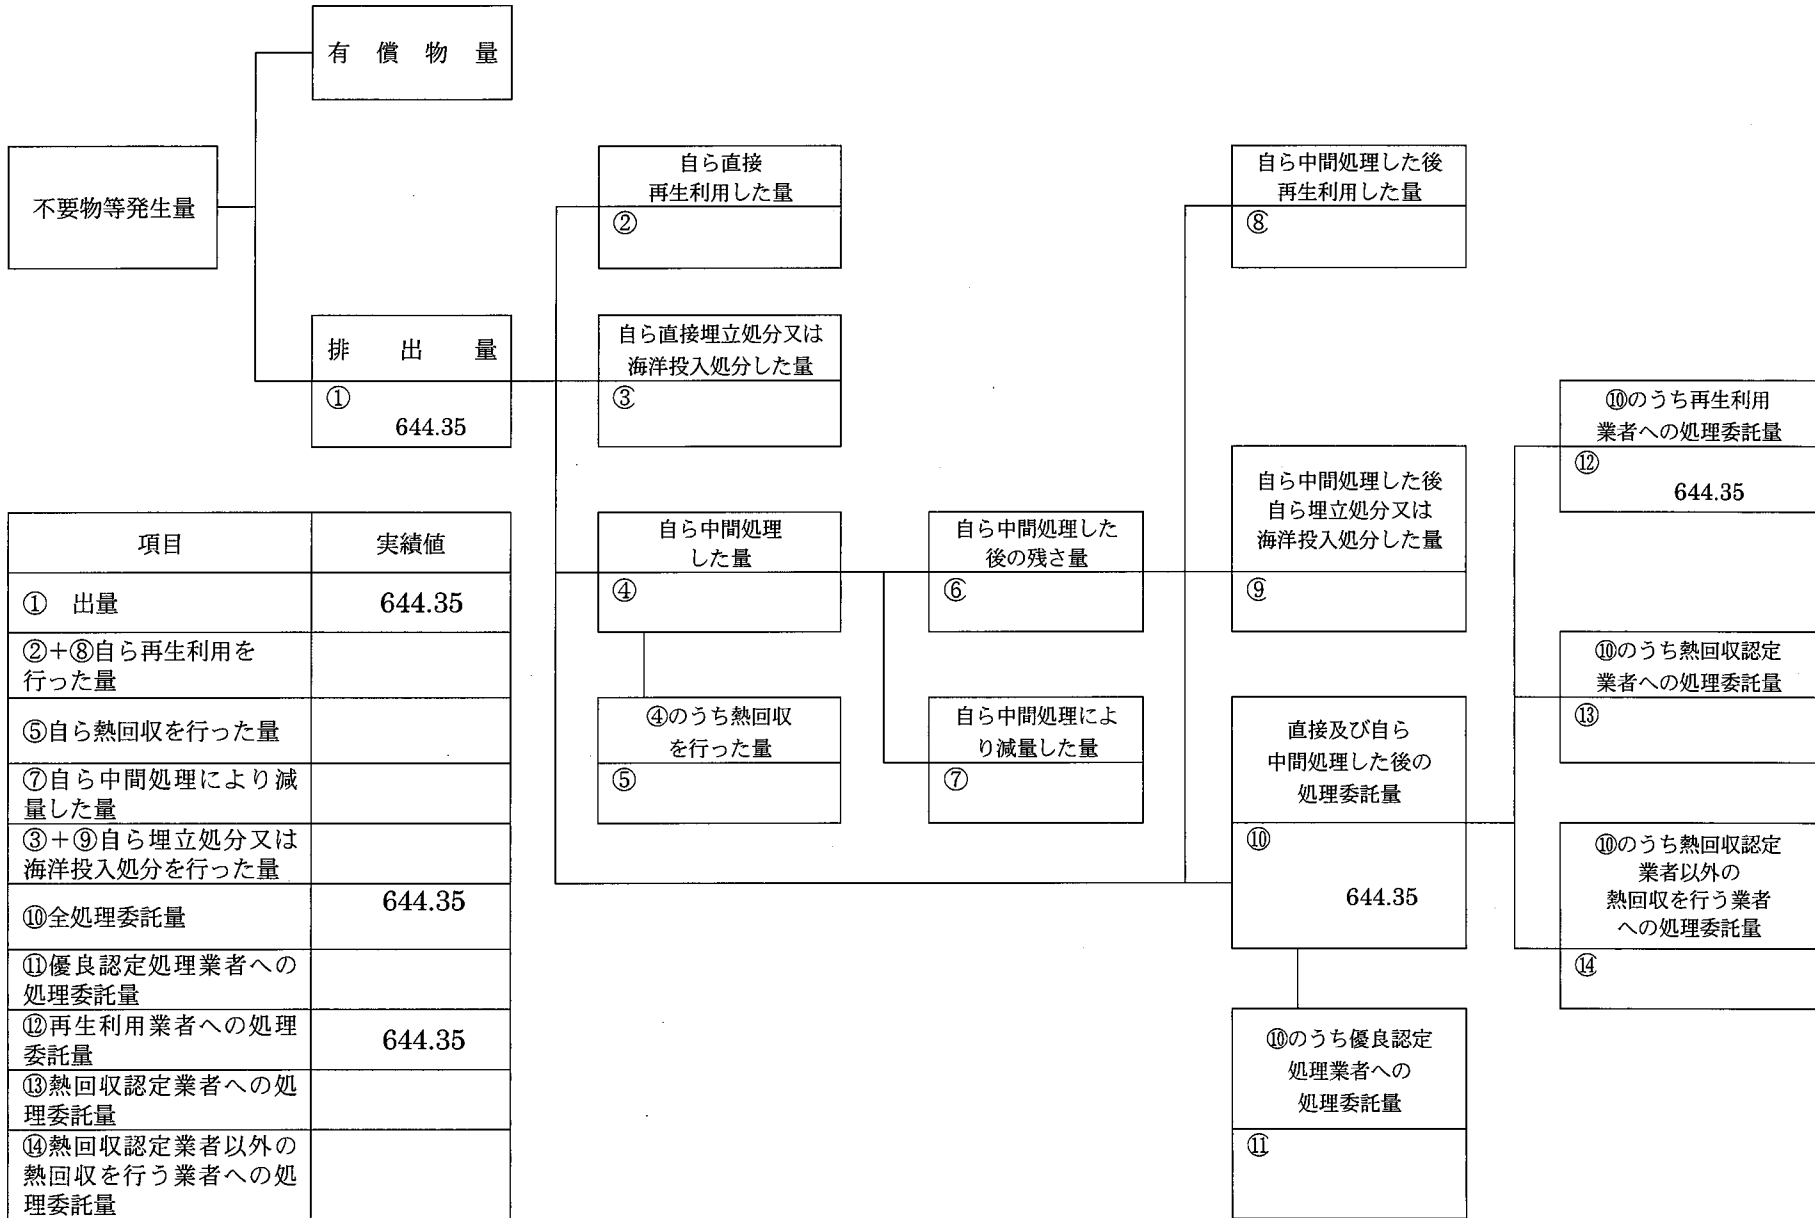 有償物量
不要物等発生量
排出量
①
644.35
自ら直接
再生利用した量
②
自ら直接埋立処分又は
海洋投入処分した量
③
自ら中間処理
した量
④
④のうち熱回収
を行った量
⑤
自ら中間処理した
後の残さ量
⑥
自ら中間処理によ
り減量した量
⑦
自ら中間処理した後
再生利用した量
⑧
自ら中間処理した後
自ら埋立処分又は
海洋投入処分した量
⑨
直接及び自ら
中間処理した後の
処理委託量
⑩
644.35
⑩のうち優良認定
処理業者への
処理委託量
⑪
⑩のうち再生利用
業者への処理委託量
⑫
644.35
⑩のうち熱回収認定
業者への処理委託量
⑬
⑩のうち熱回収認定
業者以外の
熱回収を行う業者
への処理委託量
⑭
項目 実績値
① 出量 644.35
②+⑧自ら再生利用を
行った量
⑤自ら熱回収を行った量
⑦自ら中間処理により減
量した量
③+⑨自ら埋立処分又は
海洋投入処分を行った量
⑩全処理委託量 644.35
⑪優良認定処理業者への
処理委託量
⑫再生利用業者への処理
委託量 644.35
⑬熱回収認定業者への処
理委託量
⑭熱回収認定業者以外の
熱回収を行う業者への処
理委託量